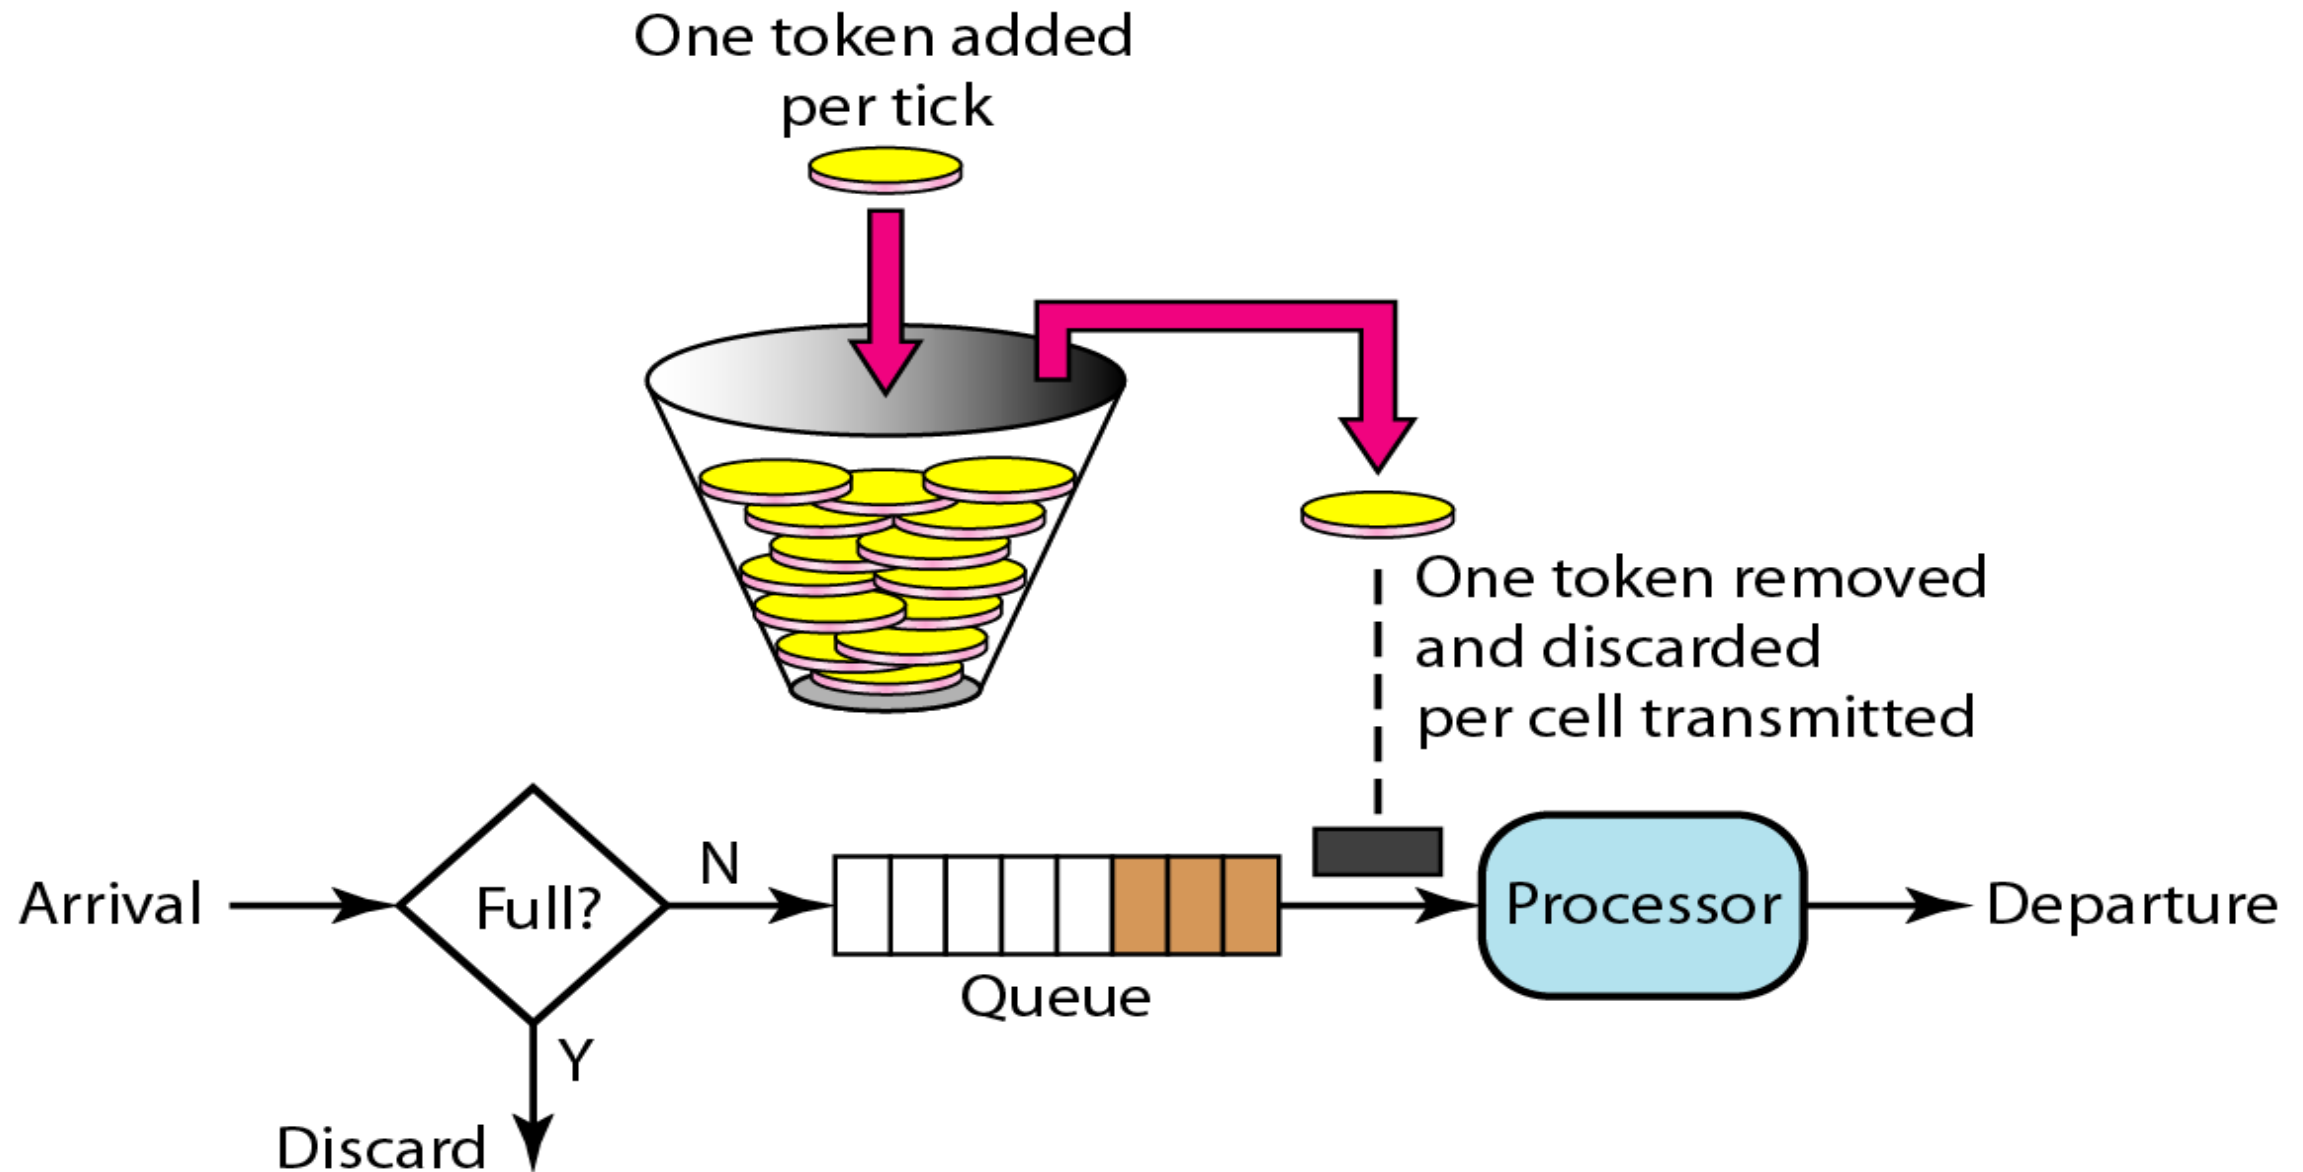 One token added
per tick
One token removed
and discarded
per cell transmitted
Arrival
Full?
N
Queue
Processor
Departure
Y
Discard